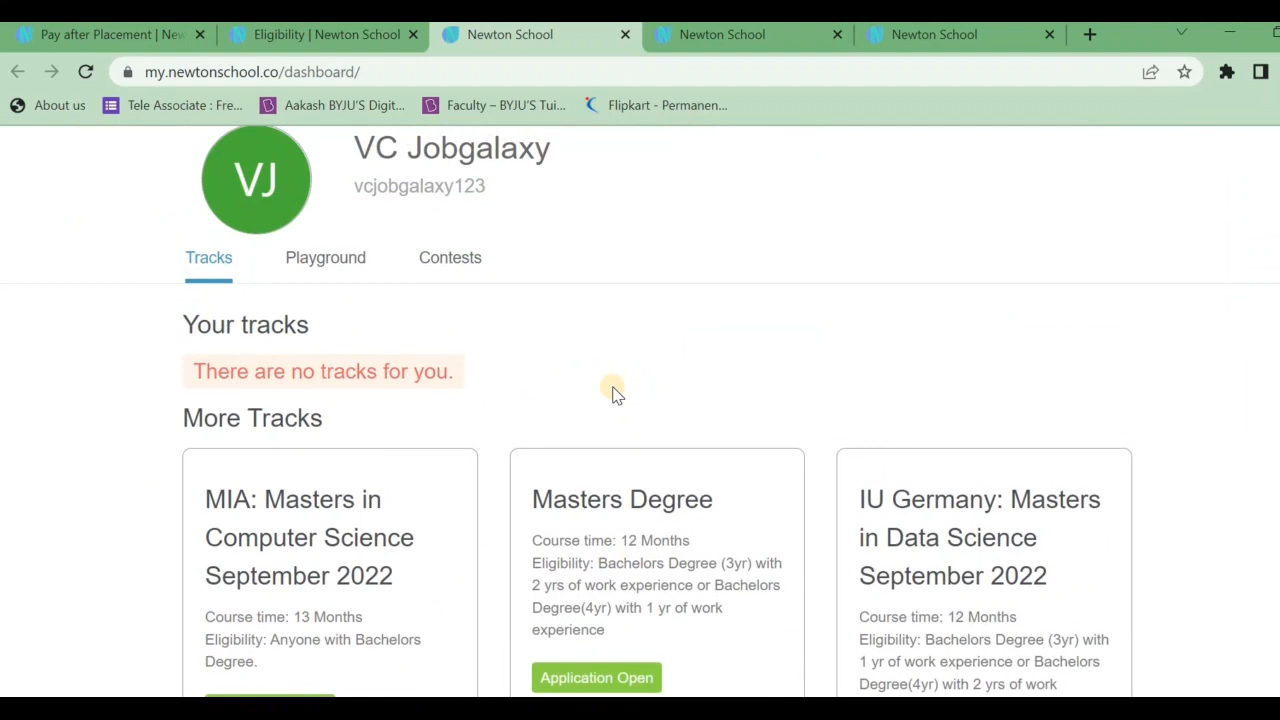 Pay after Placement | New
Eligibility | Newton School
Newton School
Newton School
Newton School
my.newtonschool.co/dashboard/
About us
Tele Associate : Fre...
Aakash BYJU'S Digit...
Faculty – BYJU'S Tui...
Flipkart - Permanen...
VJ
VC Jobgalaxy
vcjobgalaxy123
Tracks
Playground
Contests
Your tracks
There are no tracks for you.
More Tracks
MIA: Masters in
Computer Science
September 2022
Course time: 13 Months
Eligibility: Anyone with Bachelors
Degree.
Masters Degree
Course time: 12 Months
Eligibility: Bachelors Degree (3yr) with
2 yrs of work experience or Bachelors
Degree(4yr) with 1 yr of work
experience
Application Open
IU Germany: Masters
in Data Science
September 2022
Course time: 12 Months
Eligibility: Bachelors Degree (3yr) with
1 yr of work experience or Bachelors
Degree(4yr) with 2 yrs of work